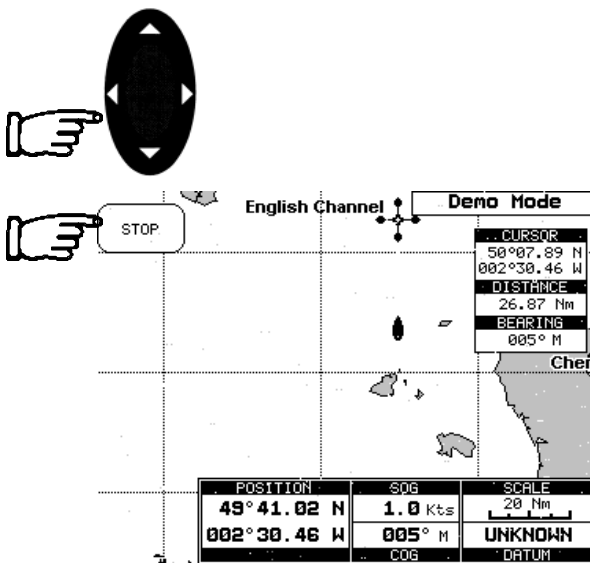 STOP
English Channel
Demo Mode
CURSOR
50°07.89 N
002°30.46 W
DISTANCE
26.87 Nm
BEARING
005° M
POSITION
49°41.02 N
002°30.46 W
SOG
1.0 Kts
005° M
COG
SCALE
20 Nm
UNKNOWN
DATUM